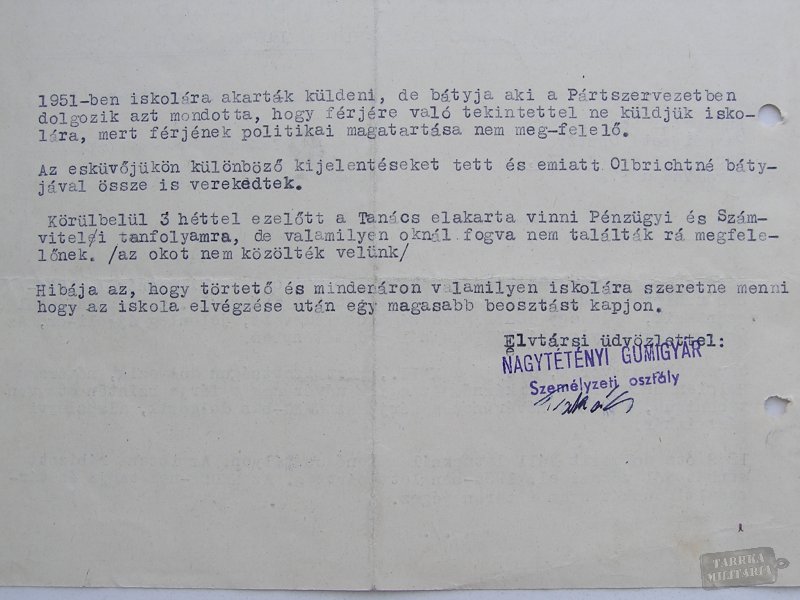 1951-ben iskolára akarták küldeni, de bátyja aki a Pártszervezetben
dolgozik azt mondotta, hogy férjére való tekintettel ne küldjük isko-
lára, mert férjének politikai magatartása nem meg-felelő.
Az esküvőjükön különböző kijelentéseket tett és emiatt Olbrichtné báty-
jával össze is verekedtek.
Körülbelül 3 héttel ezelőtt a Tanács elakarta vinni Pénzügyi és Szám-
viteli tanfolyamra, de valamilyen oknál fogva nem találták rá megfele-
lőnek. /az okot nem közölték velünk/
Hibája az, hogy törtető és mindenáron valamilyen iskolára szeretne menni
hogy az iskola elvégzése után egy magasabb beosztást kapjon.
Elvtársi üdvözlettel:
NAGYTÉTÉNYI GUMIGYÁR
Személyzeti osztály
TARRKA
MILITARIA